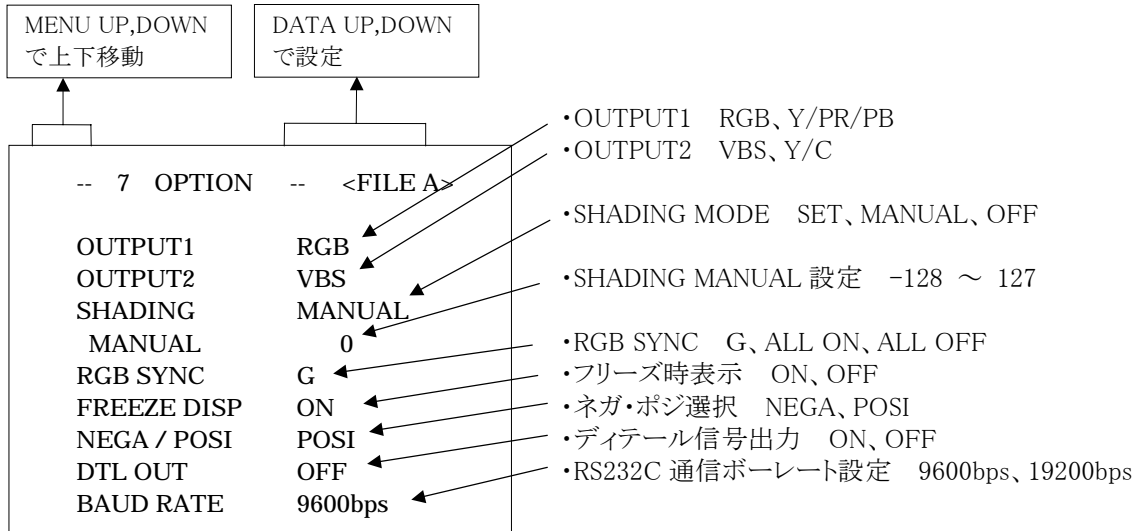 MENU UP,DOWN
で上下移動
DATA UP,DOWN
で設定
-- 7 OPTION -- <FILE A>
OUTPUT1 RGB
OUTPUT2 VBS
SHADING MANUAL
MANUAL 0
RGB SYNC G
FREEZE DISP ON
NEGA / POSI POSI
DTL OUT OFF
BAUD RATE 9600bps
・OUTPUT1 RGB、Y/PR/PB
・OUTPUT2 VBS、Y/C
・SHADING MODE SET、MANUAL、OFF
・SHADING MANUAL 設定 -128 ～ 127
・RGB SYNC G、ALL ON、ALL OFF
・フリーズ時表示 ON、OFF
・ネガ・ポジ選択 NEGA、POSI
・ディテール信号出力 ON、OFF
・RS232C 通信ボーレート設定 9600bps、19200bps